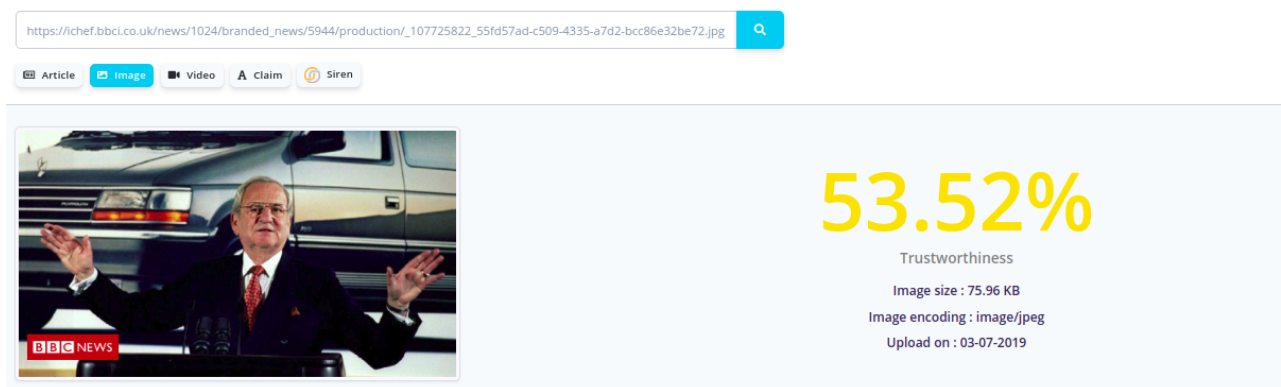 https://ichef.bbci.co.uk/news/1024/branded_news/5944/production/_107725822_55fd57ad-c509-4335-a7d2-bcc86e32be72.jpg
Article Image Video A Claim Siren
53.52%
Trustworthiness
Image size : 75.96 KB
Image encoding : image/jpeg
Upload on : 03-07-2019
PLYMOUTH
BBC NEWS